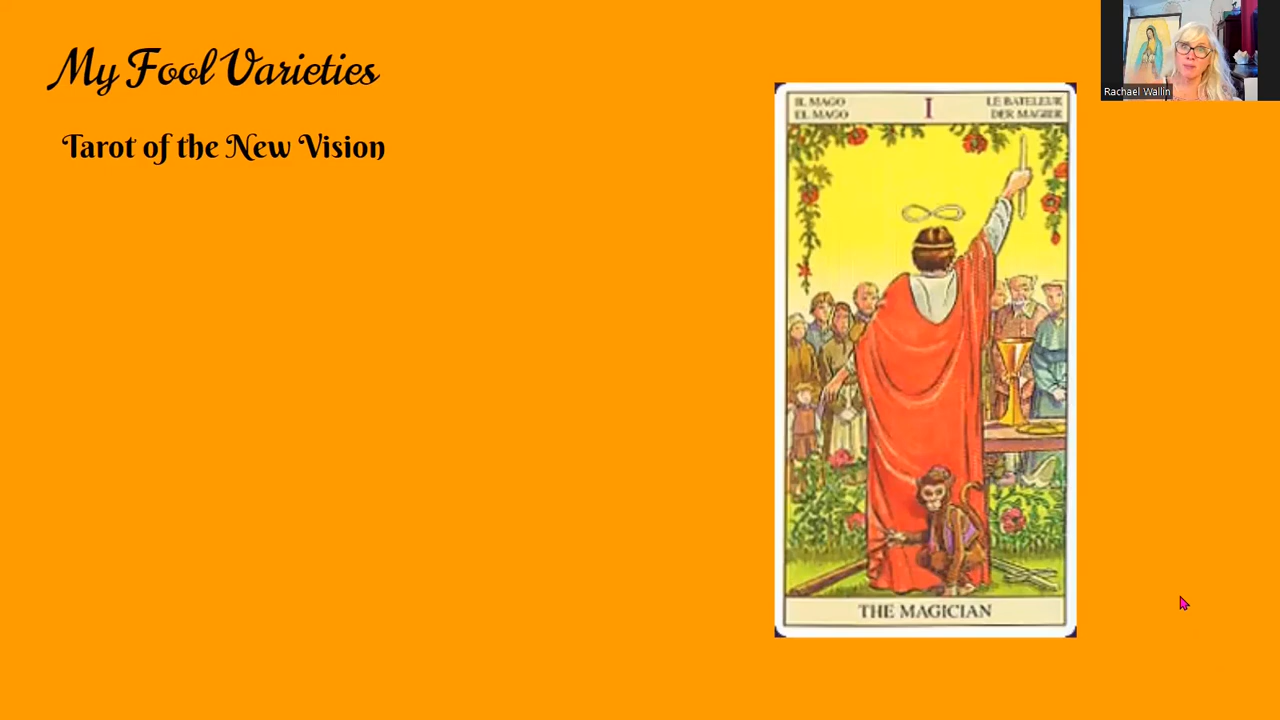 My Fool Varieties
Tarot of the New Vision
IL MAGO
EL MAGO
I
LE BATELEUR
DER MAGIER
THE MAGICIAN
Rachael Wallin